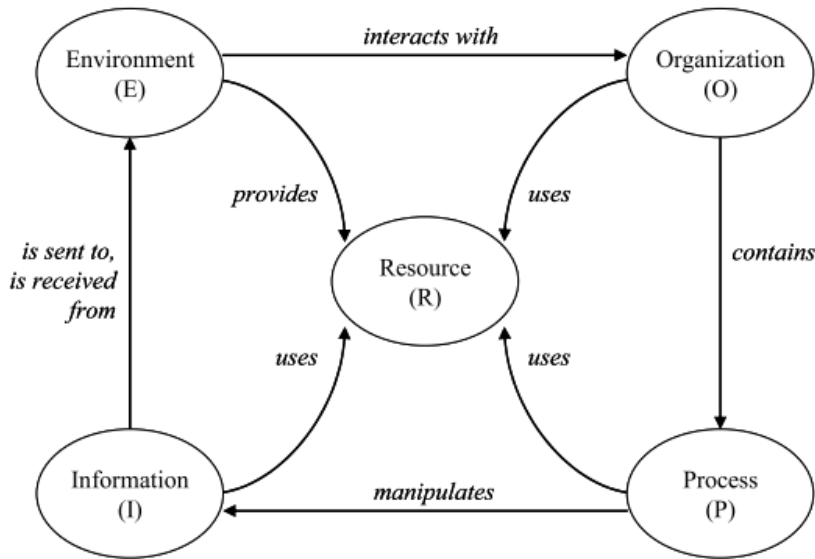 interacts with
Environment
(E)
Organization
(O)
provides
uses
is sent to,
is received
from
Resource
(R)
contains
uses
uses
Information
(I)
manipulates
Process
(P)